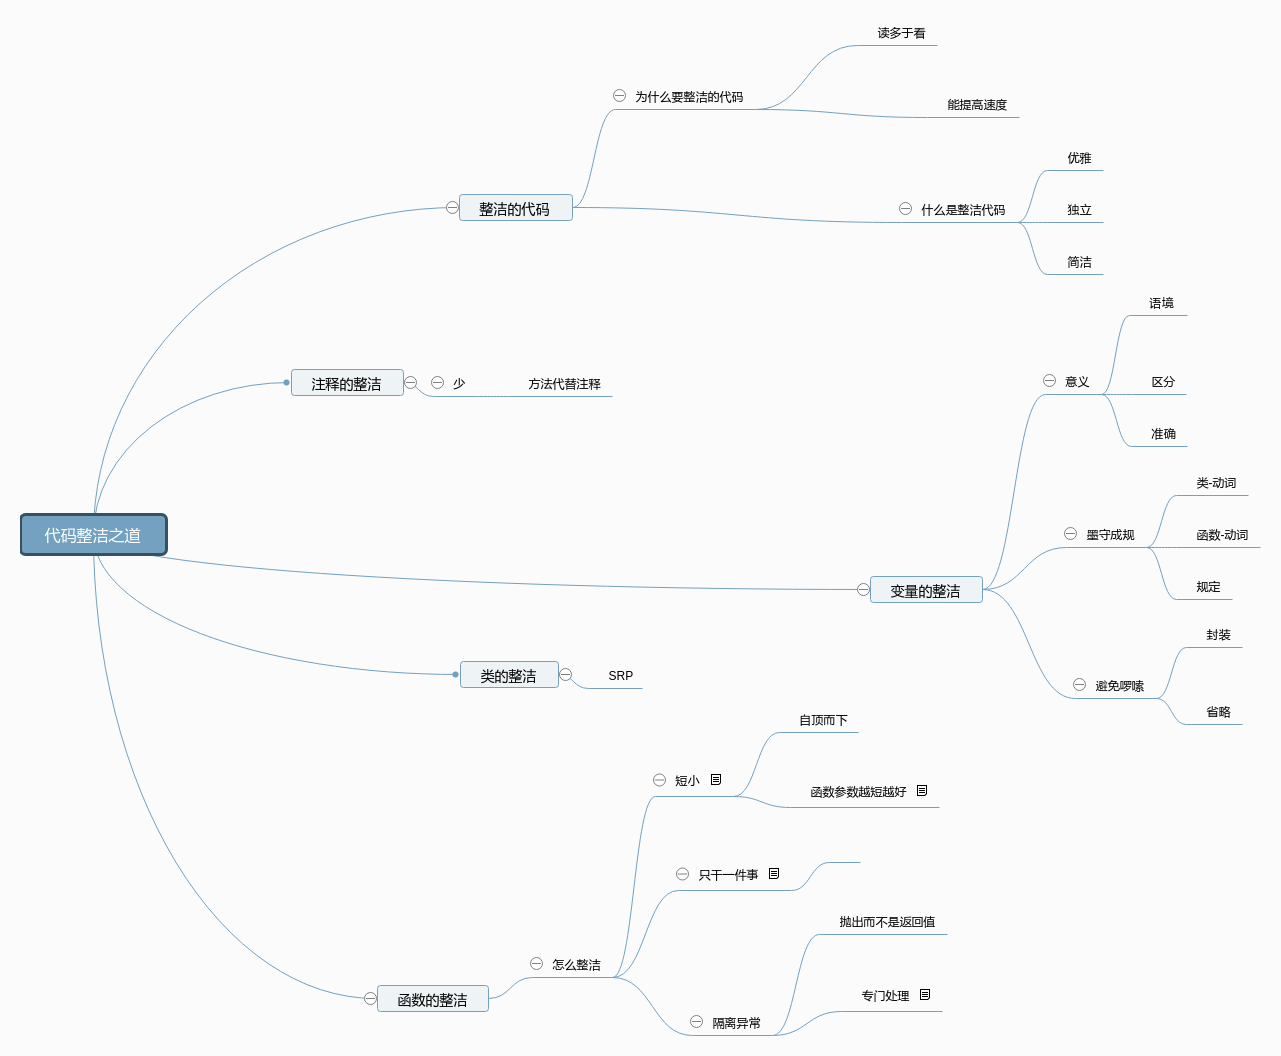 代码整洁之道
整洁的代码
为什么要整洁的代码
读多于看
能提高速度
什么是整洁代码
优雅
独立
简洁
注释的整洁
少
方法代替注释
变量的整洁
意义
语境
区分
准确
墨守成规
类-动词
函数-动词
规定
避免啰嗦
封装
省略
类的整洁
SRP
函数的整洁
怎么整洁
短小
自顶而下
函数参数越短越好
只干一件事
隔离异常
抛出而不是返回值
专门处理